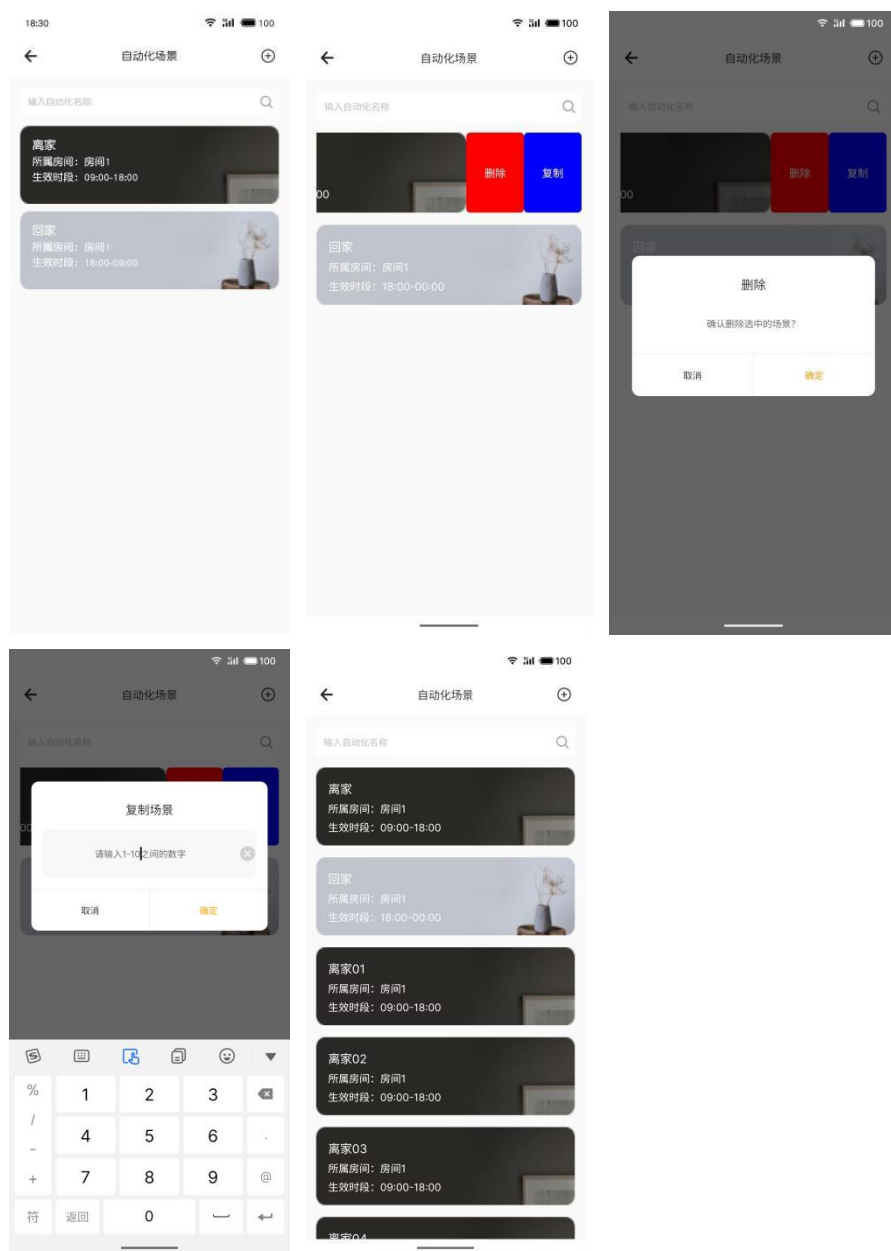 18:30
100
自动化场景
输入自动化名称
离家
所属房间：房间1
生效时段：09:00-18:00
回家
所属房间：房间1
生效时段：18:00-09:00
100
自动化场景
输入自动化名称
00
删除
复制
回家
所属房间：房间1
生效时段：18:00-00:00
100
自动化场景
输入自动化名称
00
删除
复制
回家
删除
确认删除选中的场景？
取消
确定
100
自动化场景
输入自动化名称
00
复制场景
请输入1-10之间的数字
取消
确定
% 1 2 3
/
4 5 6 .
-
+ 7 8 9 @
符 返回 0
100
自动化场景
输入自动化名称
离家
所属房间：房间1
生效时段：09:00-18:00
回家
所属房间：房间1
生效时段：18:00-00:00
离家01
所属房间：房间1
生效时段：09:00-18:00
离家02
所属房间：房间1
生效时段：09:00-18:00
离家03
所属房间：房间1
生效时段：09:00-18:00
离家04